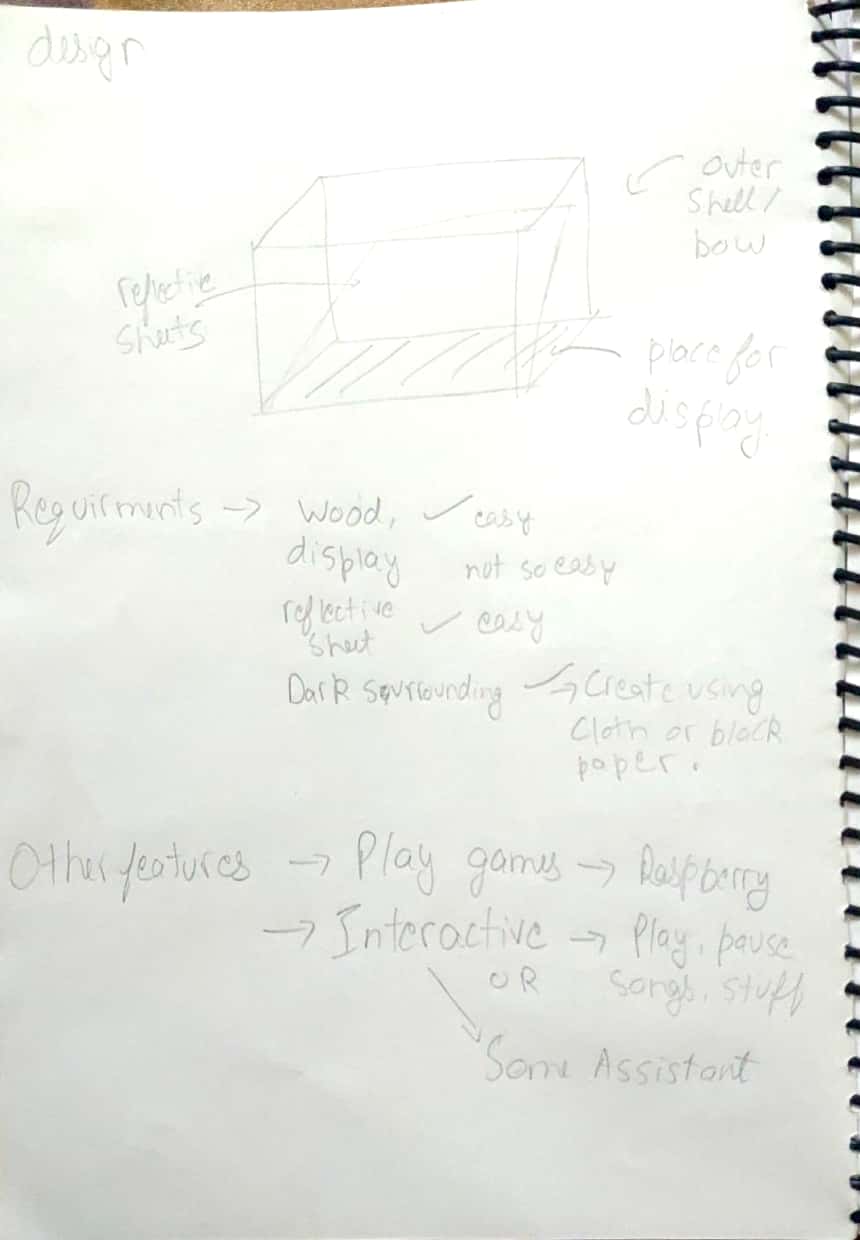 design
outer
shell/
bow
reflective
sheets
place for
display.
Requirments → wood, ✓ easy
display not so easy
reflective
sheet ✓ easy
Dark sourrounding ✓→ Create using
cloth or black
paper.
Other features → Play games → Raspberry
→ Interactive → Play, pause
OR songs, stuff
Some Assistant